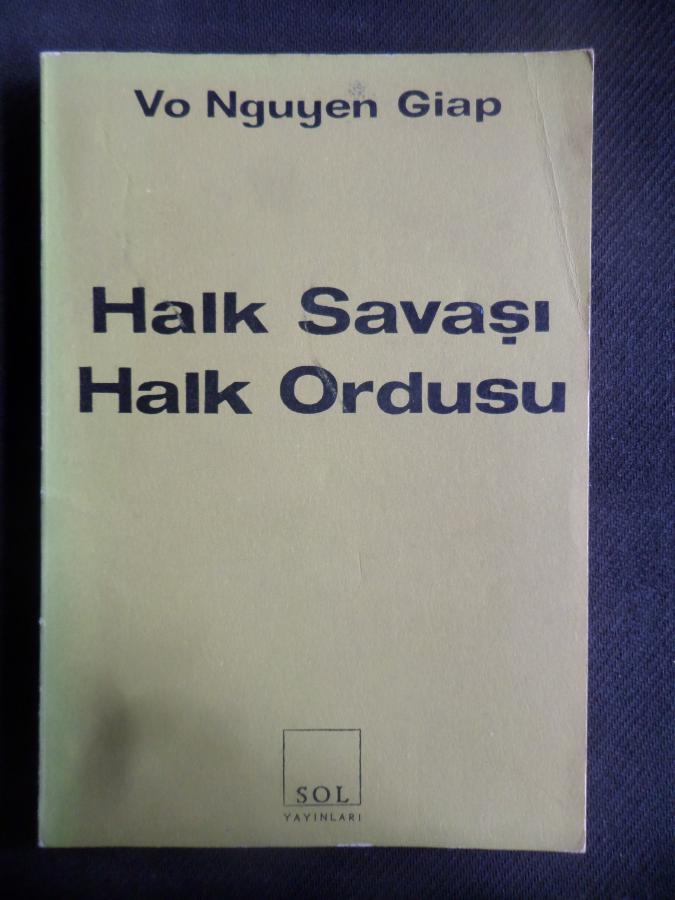 Vo Nguyen Giap
Halk Savaşı
Halk Ordusu
SOL
YAYINLARI